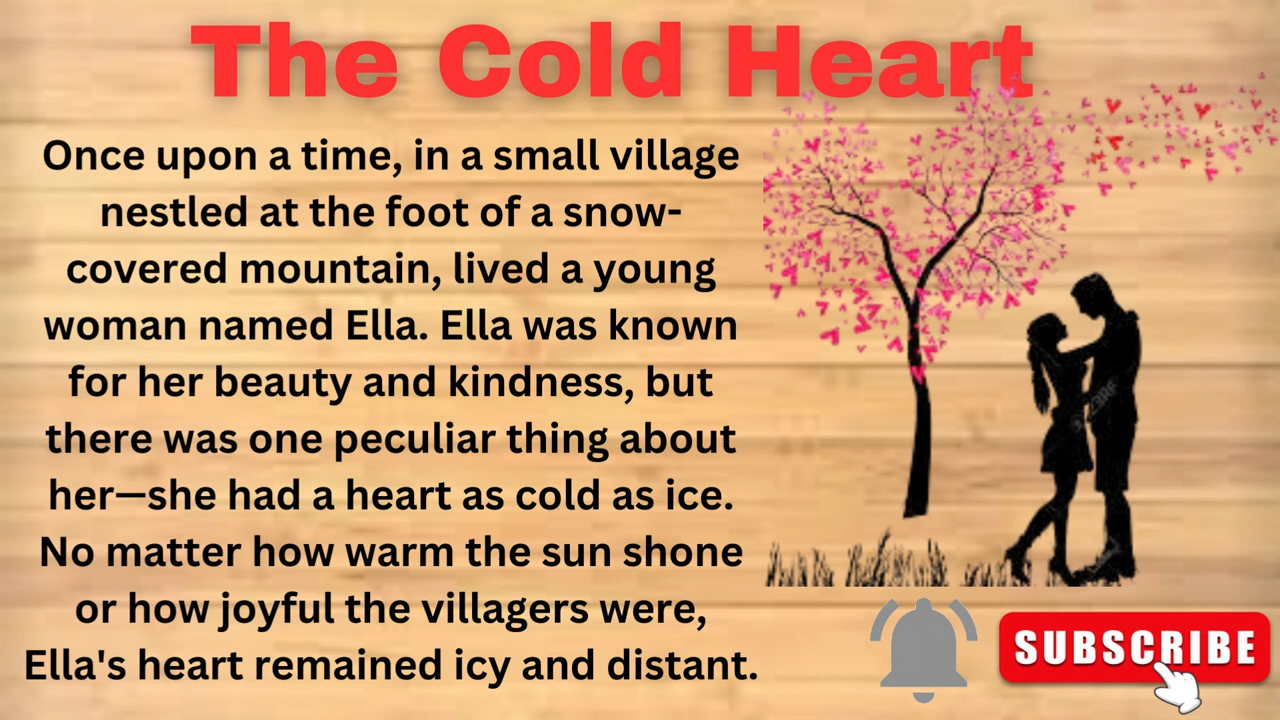 The Cold Heart
Once upon a time, in a small village
nestled at the foot of a snow-
covered mountain, lived a young
woman named Ella. Ella was known
for her beauty and kindness, but
there was one peculiar thing about
her—she had a heart as cold as ice.
No matter how warm the sun shone
or how joyful the villagers were,
Ella's heart remained icy and distant.
SUBSCRIBE